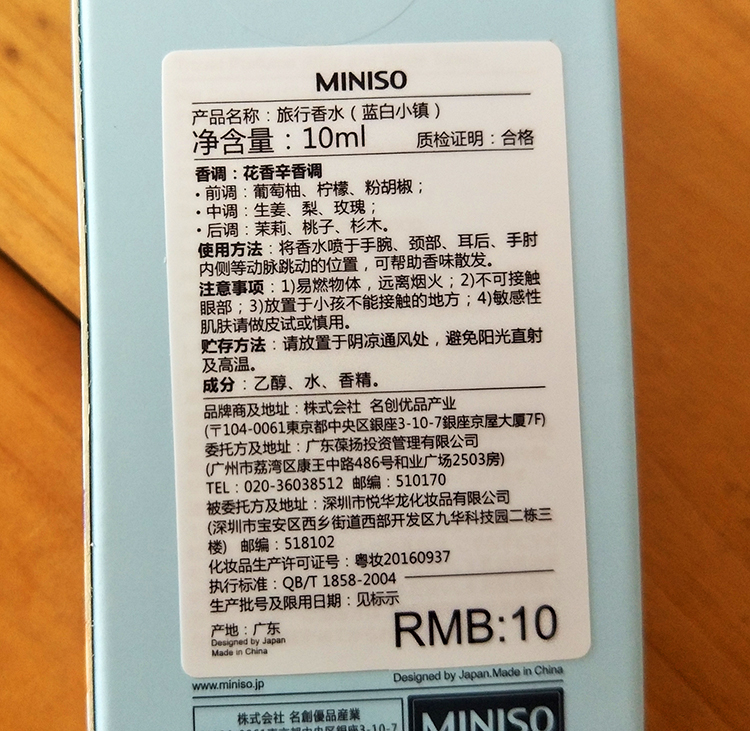 MINISO
产品名称：旅行香水（蓝白小镇）
净含量：10ml 质检证明：合格
香调：花香辛香调
・前调：葡萄柚、柠檬、粉胡椒；
・中调：生姜、梨、玫瑰；
・后调：茉莉、桃子、杉木。
使用方法：将香水喷于手腕、颈部、耳后、手肘
内侧等动脉跳动的位置，可帮助香味散发。
注意事项：1)易燃物体，远离烟火；2)不可接触
眼部；3)放置于小孩不能接触的地方；4)敏感性
肌肤请做皮试或慎用。
贮存方法：请放置于阴凉通风处，避免阳光直射
及高温。
成分：乙醇、水、香精。
品牌商及地址：株式会社 名创优品产业
(〒104-0061東京都中央区銀座3-10-7銀座京屋大厦7F)
委托方及地址：广东葆扬投资管理有限公司
(广州市荔湾区康王中路486号和业广场2503房)
TEL：020-36038512 邮编：510170
被委托方及地址：深圳市悦华龙化妆品有限公司
(深圳市宝安区西乡街道西部开发区九华科技园二栋三
楼) 邮编：518102
化妆品生产许可证号：粤妆20160937
执行标准：QB/T 1858-2004
生产批号及限用日期：见标示
产地：广东
Designed by Japan
Made in China
RMB:10
www.miniso.jp Designed by Japan.Made in China
株式会社 名創優品産業
MINISO